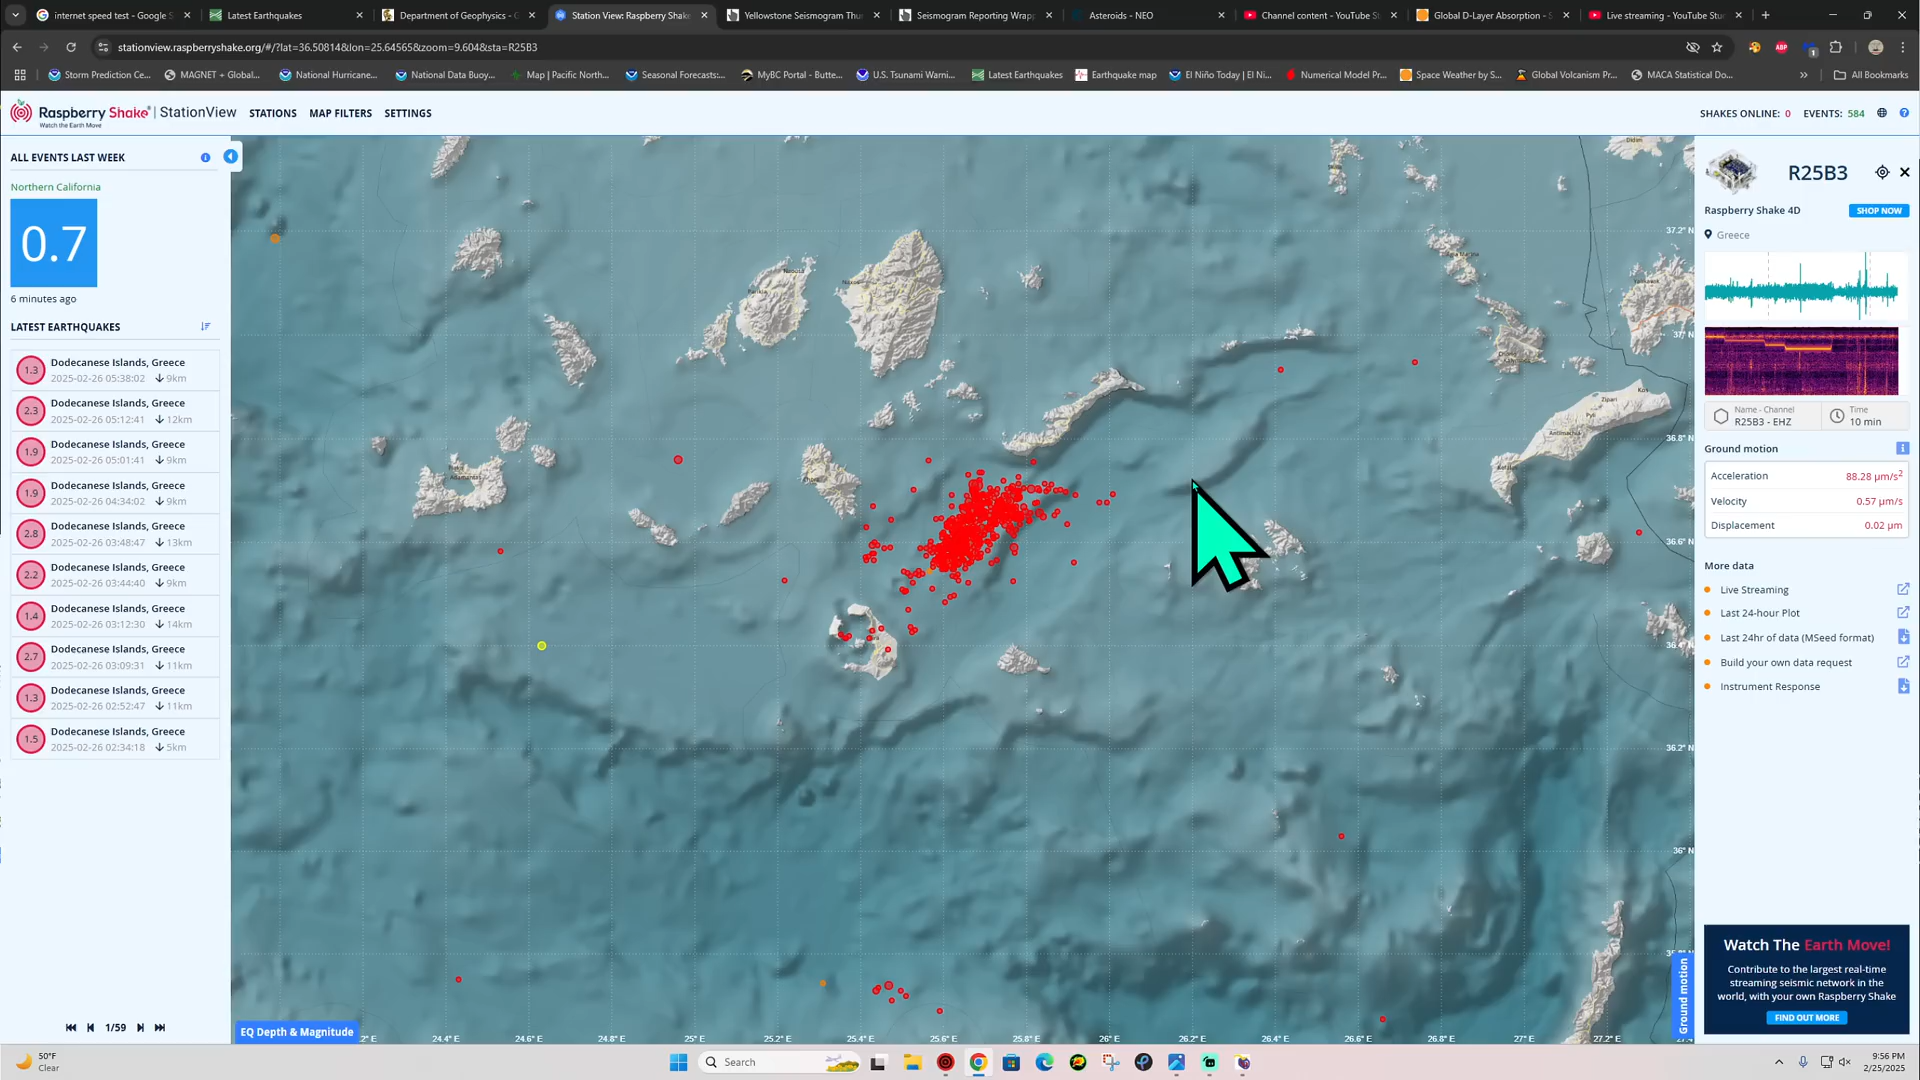 internet speed test - Google S
Latest Earthquakes
Department of Geophysics - G
Station View: Raspberry Shake
Yellowstone Seismogram Thu
Seismogram Reporting Wrap
Asteroids - NEO
Channel content - YouTube St
Global D-Layer Absorption - S
Live streaming - YouTube Stu
stationview.raspberryshake.org/#/?lat=36.50814&lon=25.64565&zoom=9.604&sta=R25B3
ABP
1
Storm Prediction Ce...
MAGNET + Global...
National Hurricane...
National Data Buoy...
Map | Pacific North...
Seasonal Forecasts:...
MyBC Portal - Butte...
U.S. Tsunami Warni...
Latest Earthquakes
Earthquake map
El Niño Today | El Ni...
Numerical Model Pr...
Space Weather by S...
Global Volcanism Pr...
MACA Statistical Do...
All Bookmarks
Raspberry Shake | StationView
Watch the Earth Move
STATIONS
MAP FILTERS
SETTINGS
SHAKES ONLINE: 0
EVENTS: 584
ALL EVENTS LAST WEEK
Northern California
0.7
6 minutes ago
LATEST EARTHQUAKES
1.3
Dodecanese Islands, Greece
2025-02-26 05:38:02 9km
2.3
Dodecanese Islands, Greece
2025-02-26 05:12:41 12km
1.9
Dodecanese Islands, Greece
2025-02-26 05:01:41 9km
1.9
Dodecanese Islands, Greece
2025-02-26 04:34:02 9km
2.8
Dodecanese Islands, Greece
2025-02-26 03:48:47 13km
2.2
Dodecanese Islands, Greece
2025-02-26 03:44:40 9km
1.4
Dodecanese Islands, Greece
2025-02-26 03:12:30 14km
2.7
Dodecanese Islands, Greece
2025-02-26 03:09:31 11km
1.3
Dodecanese Islands, Greece
2025-02-26 02:52:47 11km
1.5
Dodecanese Islands, Greece
2025-02-26 02:34:18 5km
1/59
EQ Depth & Magnitude
37.2° N
37° N
36.8° N
36.6° N
36.4° N
36.2° N
36° N
24.4° E
24.6° E
24.8° E
25° E
25.2° E
25.4° E
25.6° E
25.8° E
26° E
26.2° E
26.4° E
26.6° E
26.8° E
27° E
27.2° E
Kos
Zipari
Pyli
Antimachia
Ground motion
R25B3
Raspberry Shake 4D
SHOP NOW
Greece
Name - Channel
R25B3 - EHZ
Time
10 min
Ground motion
Acceleration 88.28 µm/s²
Velocity 0.57 µm/s
Displacement 0.02 µm
More data
Live Streaming
Last 24-hour Plot
Last 24hr of data (MSeed format)
Build your own data request
Instrument Response
Watch The Earth Move!
Contribute to the largest real-time
streaming seismic network in the
world, with your own Raspberry Shake
FIND OUT MORE
50°F
Clear
Search
9:56 PM
2/25/2025